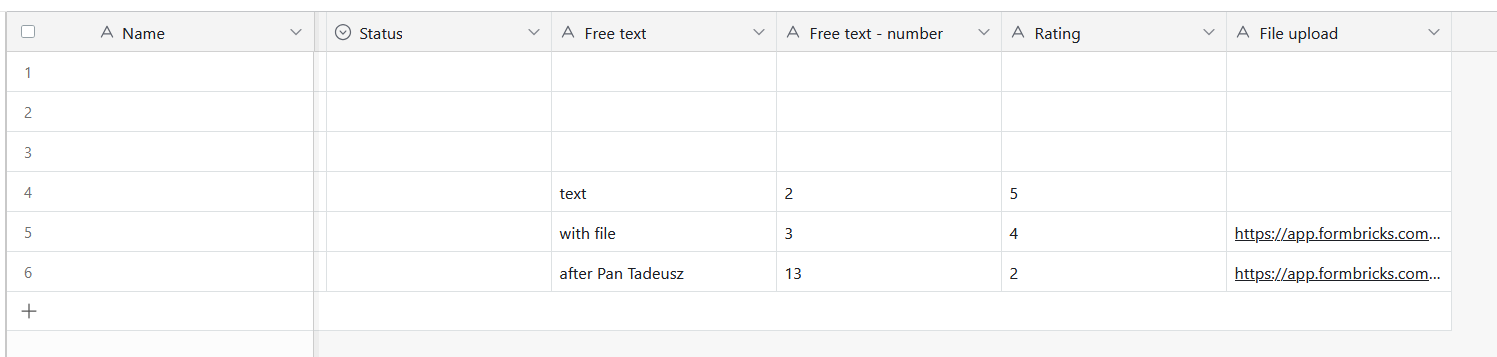 Name Status Free text Free text - number Rating File upload
1
2
3
4 text 2 5
5 with file 3 4 https://app.formbricks.com...
6 after Pan Tadeusz 13 2 https://app.formbricks.com...
+